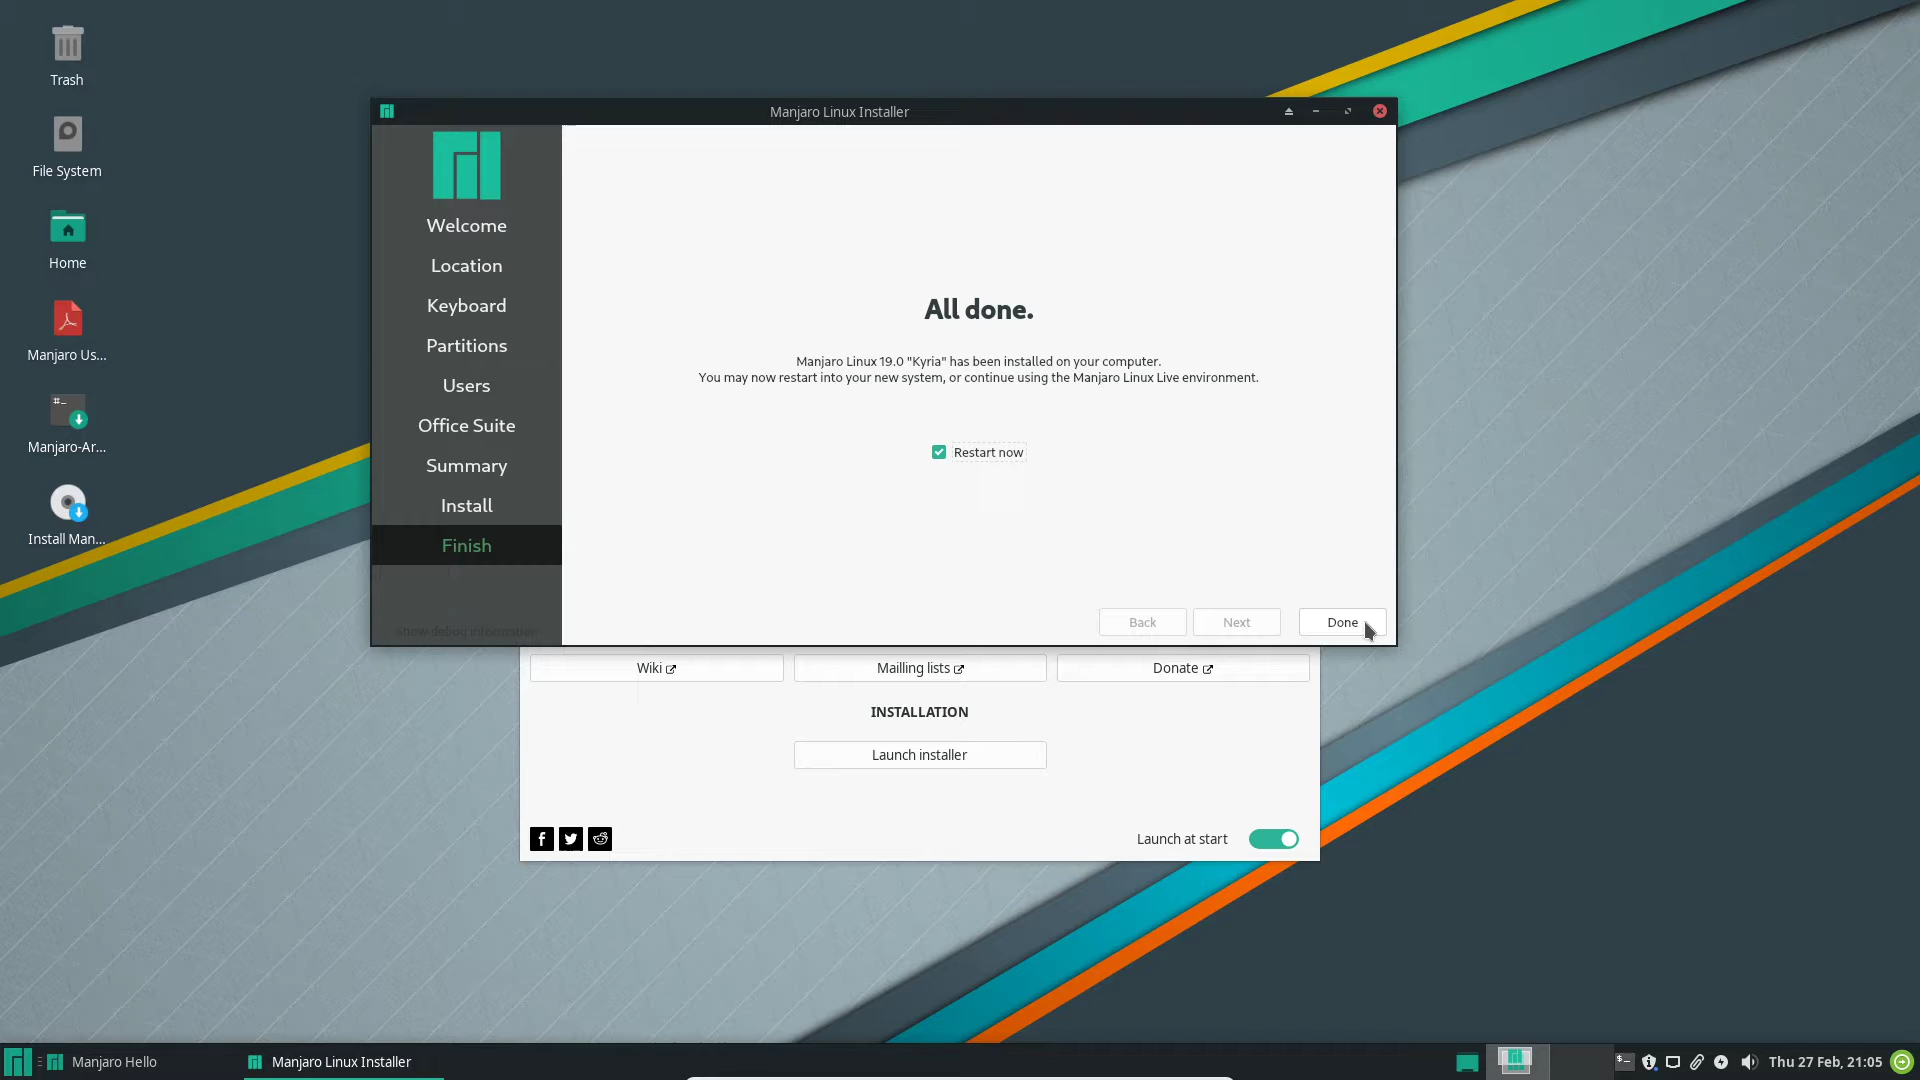 Trash
File System
Home
Manjaro Us...
Manjaro-Ar...
Install Man...
Manjaro Linux Installer
Welcome
Location
Keyboard
Partitions
Users
Office Suite
Summary
Install
Finish
Show debug information
All done.
Manjaro Linux 19.0 "Kyria" has been installed on your computer.
You may now restart into your new system, or continue using the Manjaro Linux Live environment.
Restart now
Back
Next
Done
Wiki
Mailling lists
Donate
INSTALLATION
Launch installer
Launch at start
Manjaro Hello
Manjaro Linux Installer
Thu 27 Feb, 21:05